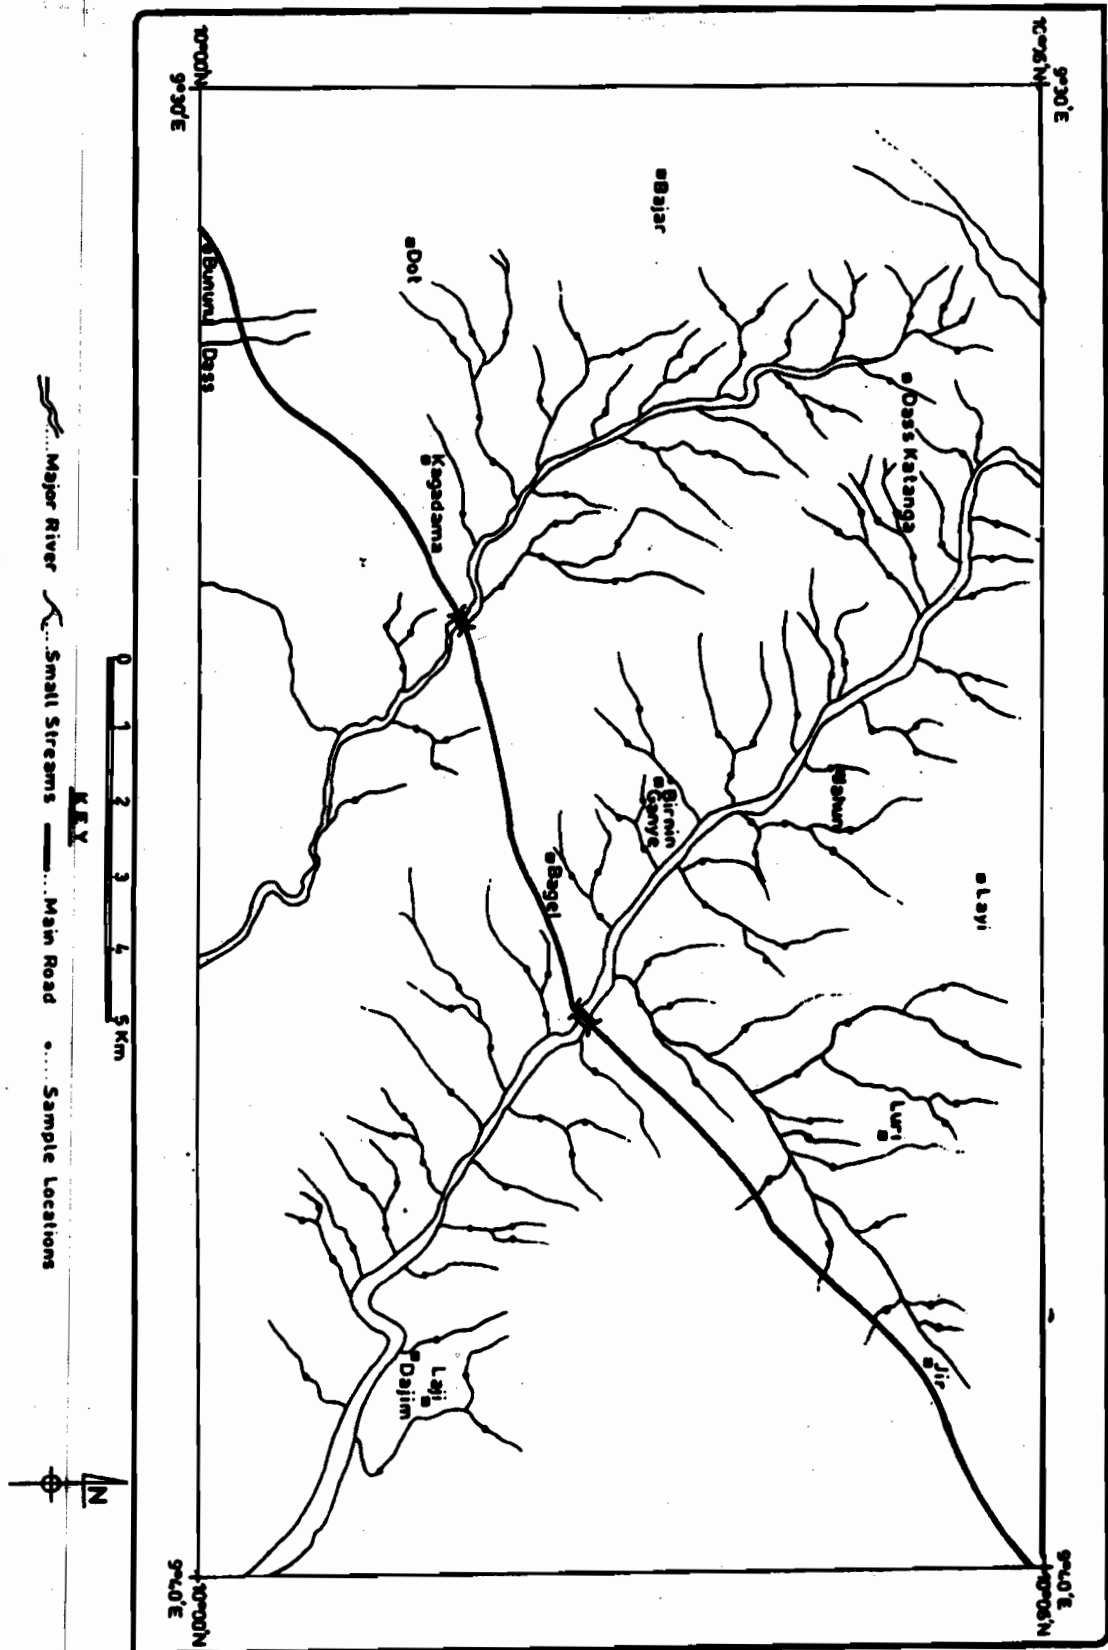 10°06'N
9°30'E
9°40'E
10°06'N
Layi
Jir
Dass Katanga
Luri
Bajar
Birnin
Ganye
Laji
Dajim
Dot
Kagadama
Bagel
Bununu Dass
10°00'N
9°30'E
9°40'E
10°00'N
0 1 2 3 4 5 Km
N
KEY
....Major River ....Small Streams ....Main Road ....Sample Locations